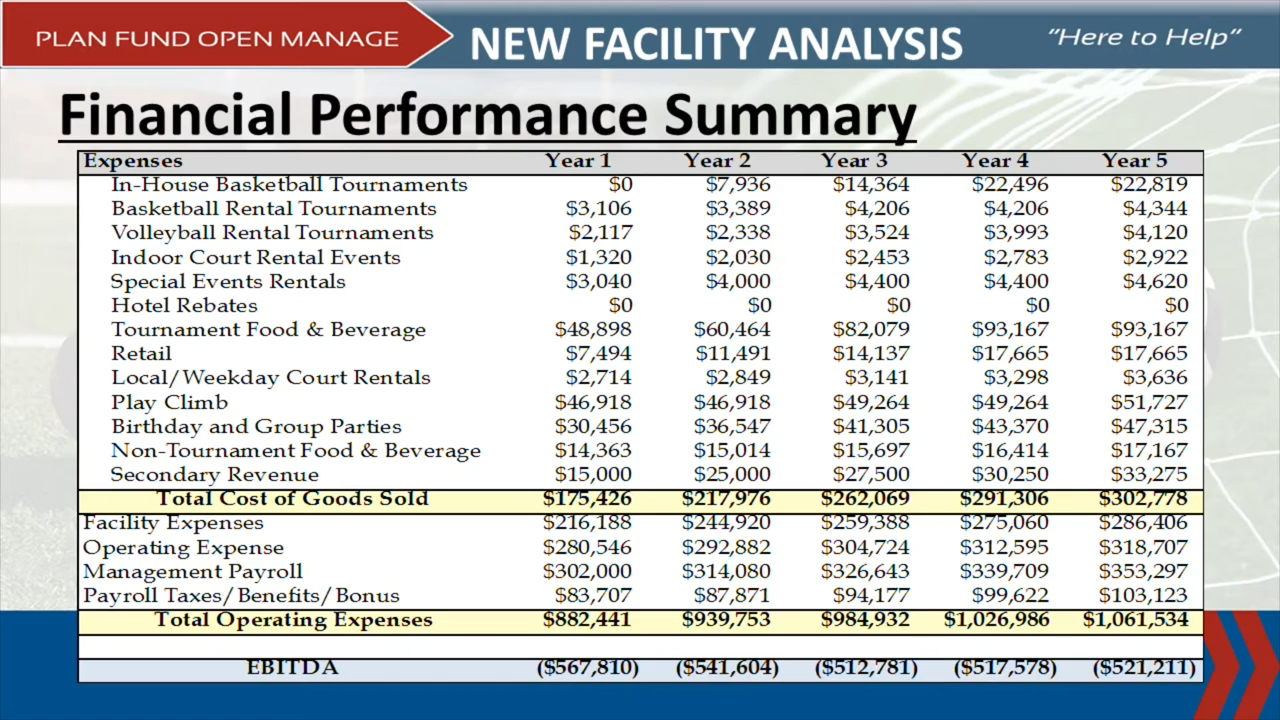 PLAN FUND OPEN MANAGE
NEW FACILITY ANALYSIS
"Here to Help"
Financial Performance Summary
Expenses Year 1 Year 2 Year 3 Year 4 Year 5
In-House Basketball Tournaments $0 $7,936 $14,364 $22,496 $22,819
Basketball Rental Tournaments $3,106 $3,389 $4,206 $4,206 $4,344
Volleyball Rental Tournaments $2,117 $2,338 $3,524 $3,993 $4,120
Indoor Court Rental Events $1,320 $2,030 $2,453 $2,783 $2,922
Special Events Rentals $3,040 $4,000 $4,400 $4,400 $4,620
Hotel Rebates $0 $0 $0 $0 $0
Tournament Food & Beverage $48,898 $60,464 $82,079 $93,167 $93,167
Retail $7,494 $11,491 $14,137 $17,665 $17,665
Local/Weekday Court Rentals $2,714 $2,849 $3,141 $3,298 $3,636
Play Climb $46,918 $46,918 $49,264 $49,264 $51,727
Birthday and Group Parties $30,456 $36,547 $41,305 $43,370 $47,315
Non-Tournament Food & Beverage $14,363 $15,014 $15,697 $16,414 $17,167
Secondary Revenue $15,000 $25,000 $27,500 $30,250 $33,275
Total Cost of Goods Sold $175,426 $217,976 $262,069 $291,306 $302,778
Facility Expenses $216,188 $244,920 $259,388 $275,060 $286,406
Operating Expense $280,546 $292,882 $304,724 $312,595 $318,707
Management Payroll $302,000 $314,080 $326,643 $339,709 $353,297
Payroll Taxes/Benefits/Bonus $83,707 $87,871 $94,177 $99,622 $103,123
Total Operating Expenses $882,441 $939,753 $984,932 $1,026,986 $1,061,534
EBITDA ($567,810) ($541,604) ($512,781) ($517,578) ($521,211)